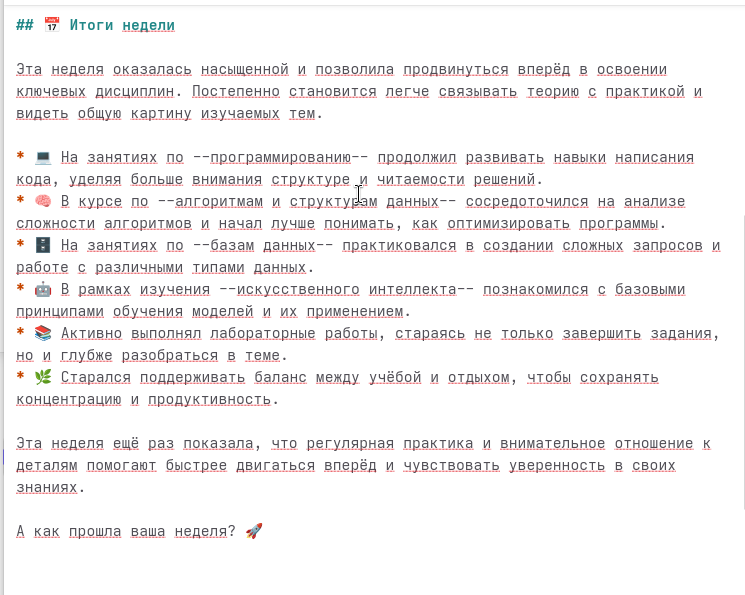 ## 📅 Итоги недели
Эта неделя оказалась насыщенной и позволила продвинуться вперёд в освоении
ключевых дисциплин. Постепенно становится легче связывать теорию с практикой и
видеть общую картину изучаемых тем.
* 💻 На занятиях по --программированию-- продолжил развивать навыки написания
кода, уделяя больше внимания структуре и читаемости решений.
* 🧠 В курсе по --алгоритмам и структурам данных-- сосредоточился на анализе
сложности алгоритмов и начал лучше понимать, как оптимизировать программы.
* 🗄️ На занятиях по --базам данных-- практиковался в создании сложных запросов и
работе с различными типами данных.
* 🤖 В рамках изучения --искусственного интеллекта-- познакомился с базовыми
принципами обучения моделей и их применением.
* 📚 Активно выполнял лабораторные работы, стараясь не только завершить задания,
но и глубже разобраться в теме.
* 🌿 Старался поддерживать баланс между учёбой и отдыхом, чтобы сохранять
концентрацию и продуктивность.
Эта неделя ещё раз показала, что регулярная практика и внимательное отношение к
деталям помогают быстрее двигаться вперёд и чувствовать уверенность в своих
знаниях.
А как прошла ваша неделя? 🚀